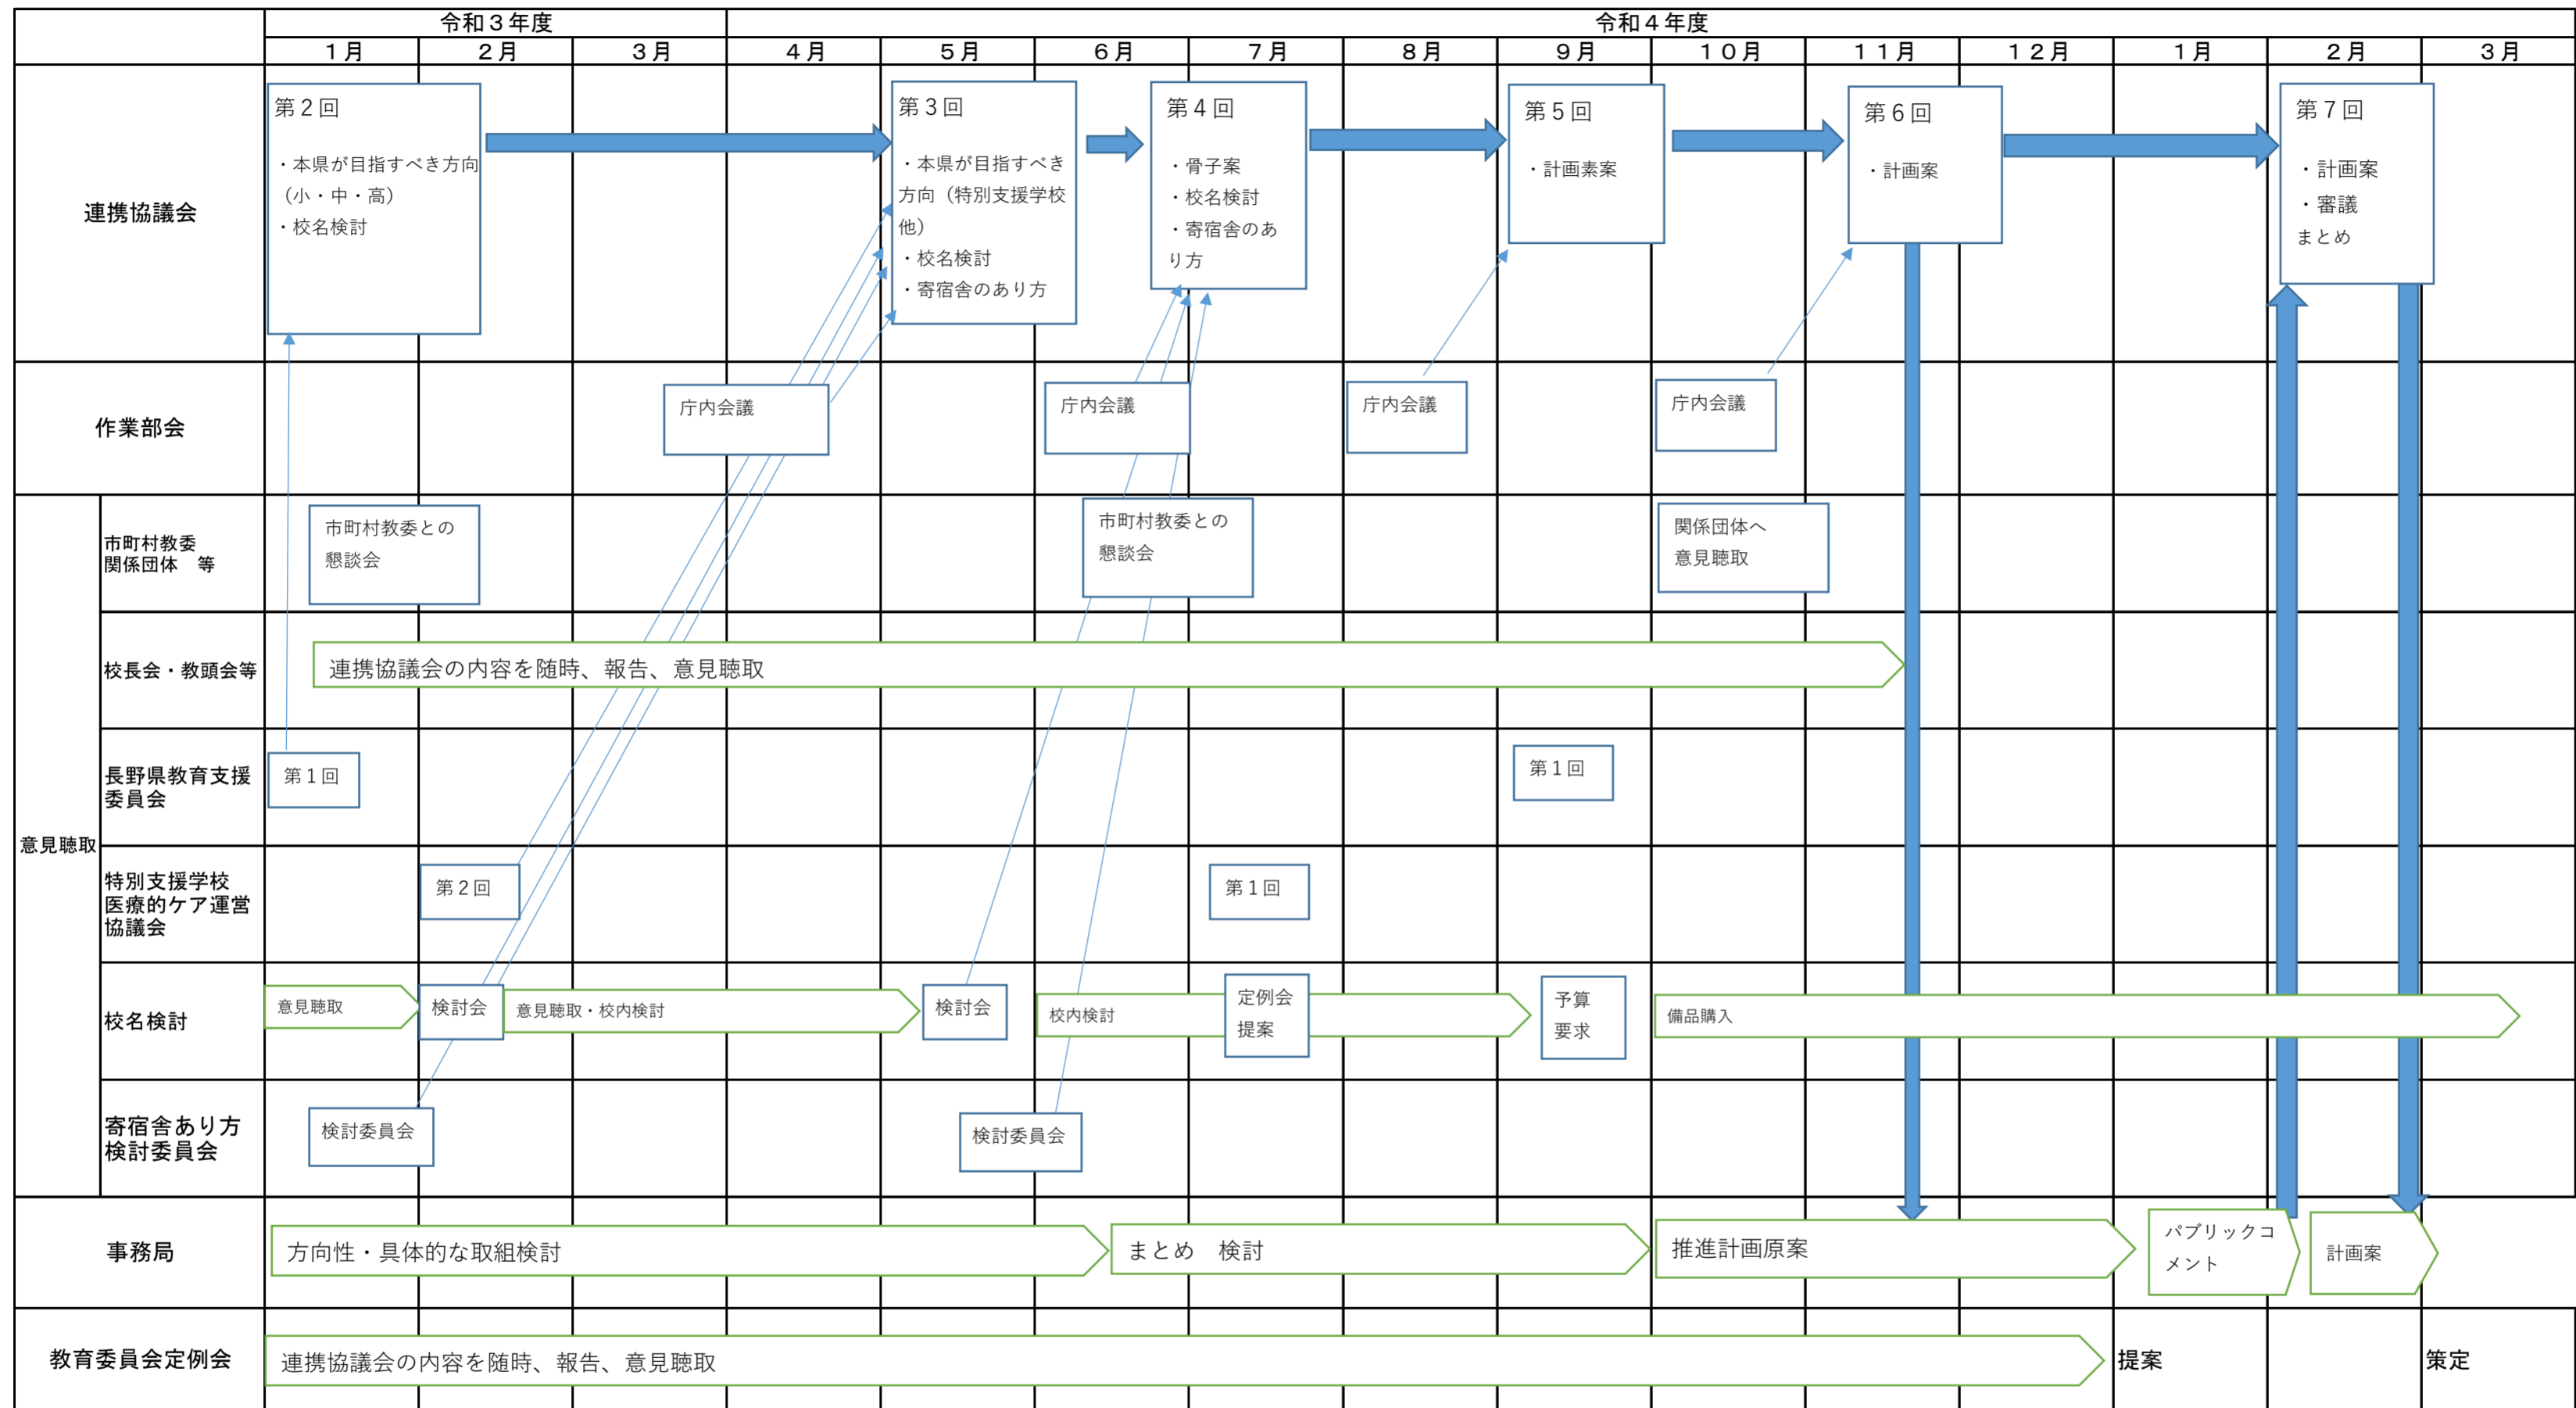 令和３年度
令和４年度
１月
２月
３月
４月
５月
６月
７月
８月
９月
１０月
１１月
１２月
１月
２月
３月
連携協議会
第２回
・本県が目指すべき方向
（小・中・高）
・校名検討
第３回
・本県が目指すべき
方向（特別支援学校
他）
・校名検討
・寄宿舎のあり方
第４回
・骨子案
・校名検討
・寄宿舎のあ
り方
第５回
・計画素案
第６回
・計画案
第７回
・計画案
・審議
まとめ
作業部会
庁内会議
庁内会議
庁内会議
庁内会議
意見聴取
市町村教委
関係団体　等
市町村教委との
懇談会
市町村教委との
懇談会
関係団体へ
意見聴取
校長会・教頭会等
連携協議会の内容を随時、報告、意見聴取
長野県教育支援
委員会
第１回
第１回
特別支援学校
医療的ケア運営
協議会
第２回
第１回
校名検討
意見聴取
検討会
意見聴取・校内検討
検討会
校内検討
定例会
提案
予算
要求
備品購入
寄宿舎あり方
検討委員会
検討委員会
検討委員会
事務局
方向性・具体的な取組検討
まとめ　検討
推進計画原案
パブリックコ
メント
計画案
教育委員会定例会
連携協議会の内容を随時、報告、意見聴取
提案
策定